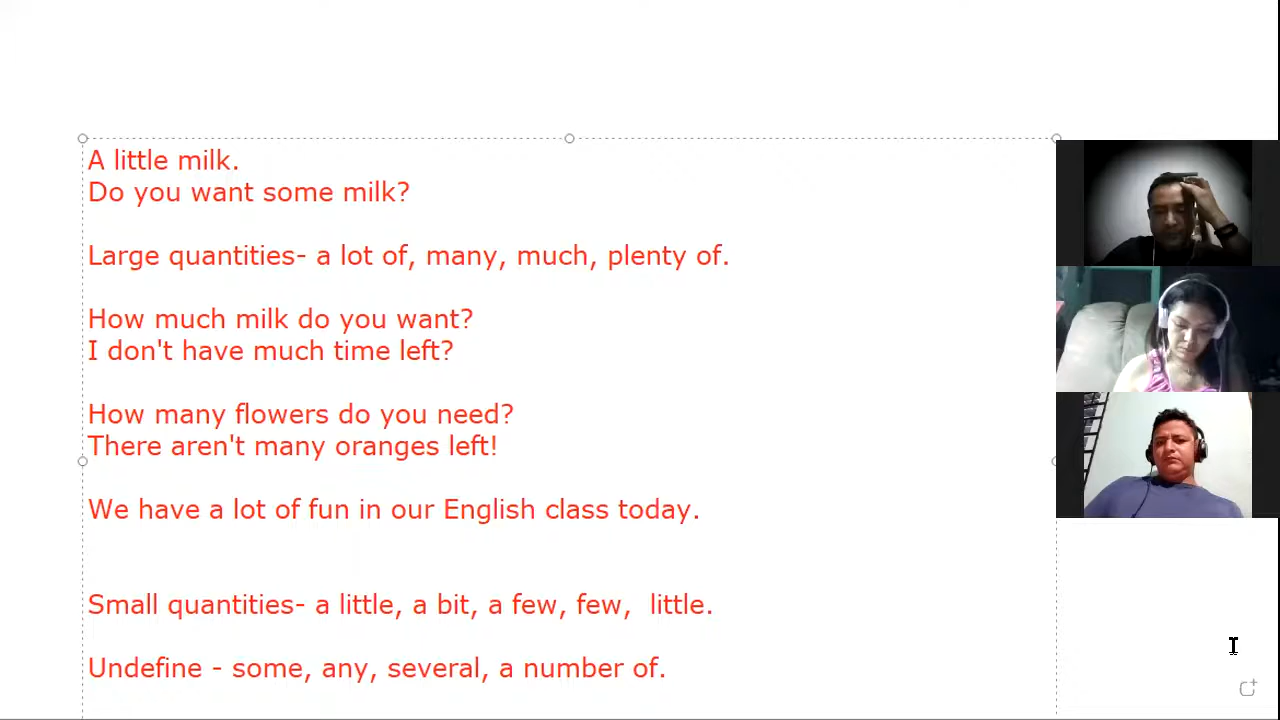 A little milk.
Do you want some milk?
Large quantities- a lot of, many, much, plenty of.
How much milk do you want?
I don't have much time left?
How many flowers do you need?
There aren't many oranges left!
We have a lot of fun in our English class today.
Small quantities- a little, a bit, a few, few,  little.
Undefine - some, any, several, a number of.